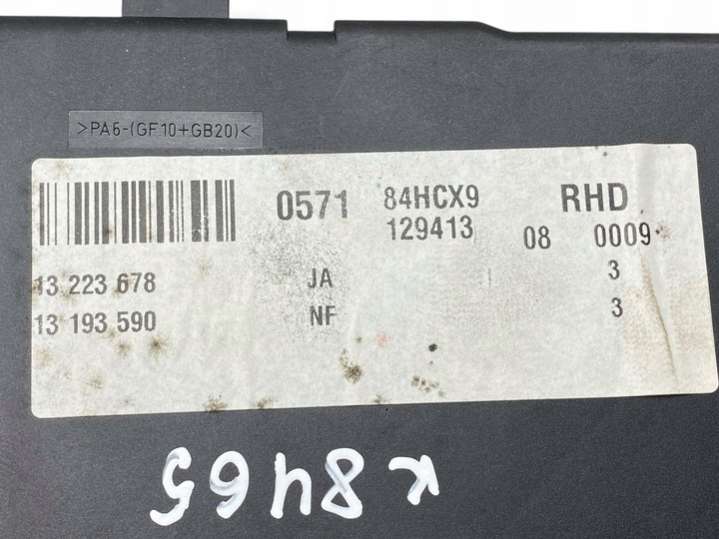 >PA6-(GF10+GB20)<
0571 84HCX9 RHD
129413 08 0009
13 223 678 JA 3
13 193 590 NF 3
K8465